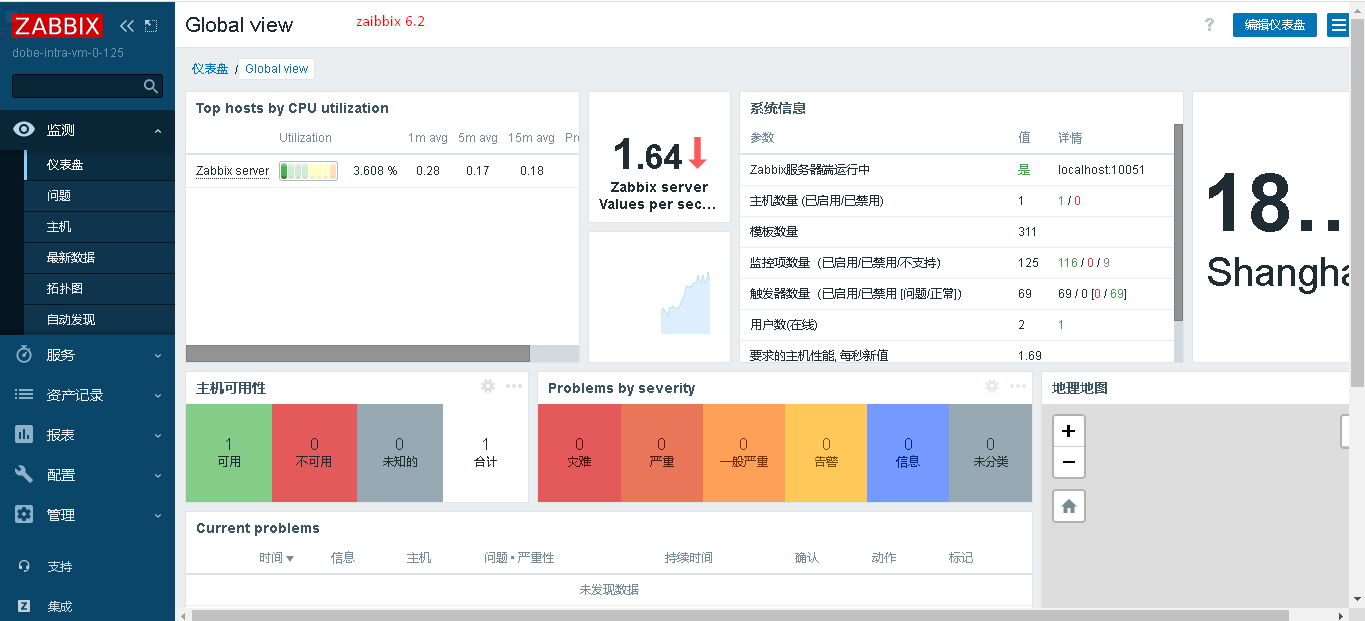 ZABBIX
dobe-intra-vm-0-125
监测
仪表盘
问题
主机
最新数据
拓扑图
自动发现
服务
资产记录
报表
配置
管理
支持
Z 集成
Global view
zaibbix 6.2
? 编辑仪表盘
仪表盘 / Global view
Top hosts by CPU utilization
Utilization 1m avg 5m avg 15m avg Pr
Zabbix server 3.608 % 0.28 0.17 0.18
1.64
Zabbix server
Values per sec...
系统信息
参数 值 详情
Zabbix服务器端运行中 是 localhost:10051
主机数量 (已启用/已禁用) 1 1 / 0
模板数量 311
监控项数量 (已启用/已禁用/不支持) 125 116 / 0 / 9
触发器数量 (已启用/已禁用 [问题/正常]) 69 69 / 0 [0 / 69]
用户数(在线) 2 1
要求的主机性能, 每秒新值 1.69
18...
Shangha
主机可用性
1 可用
0 不可用
0 未知的
1 合计
Problems by severity
0 灾难
0 严重
0 一般严重
0 告警
0 信息
0 未分类
地理地图
+
−
Current problems
时间 信息 主机 问题 • 严重性 持续时间 确认 动作 标记
未发现数据